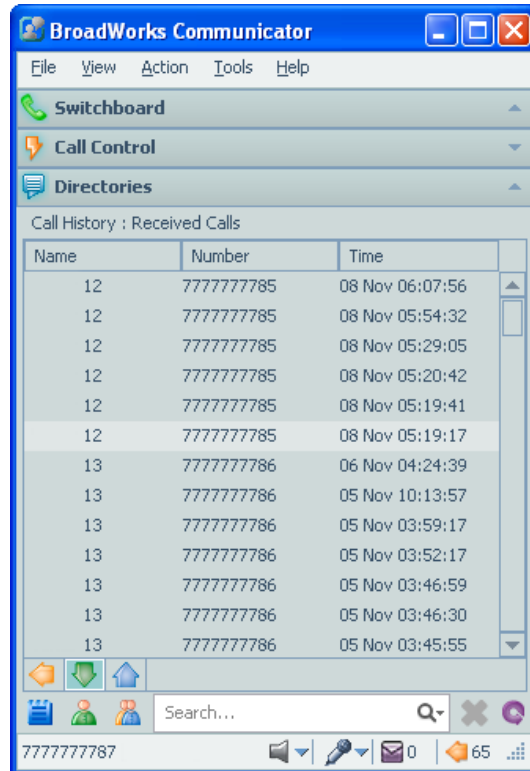 BroadWorks Communicator
File View Action Tools Help
Switchboard
Call Control
Directories
Call History : Received Calls
Name Number Time
12 7777777785 08 Nov 06:07:56
12 7777777785 08 Nov 05:54:32
12 7777777785 08 Nov 05:29:05
12 7777777785 08 Nov 05:20:42
12 7777777785 08 Nov 05:19:41
12 7777777785 08 Nov 05:19:17
13 7777777786 06 Nov 04:24:39
13 7777777786 05 Nov 10:13:57
13 7777777786 05 Nov 03:59:17
13 7777777786 05 Nov 03:52:17
13 7777777786 05 Nov 03:46:59
13 7777777786 05 Nov 03:46:30
13 7777777786 05 Nov 03:45:55
Search...
7777777787 0 65